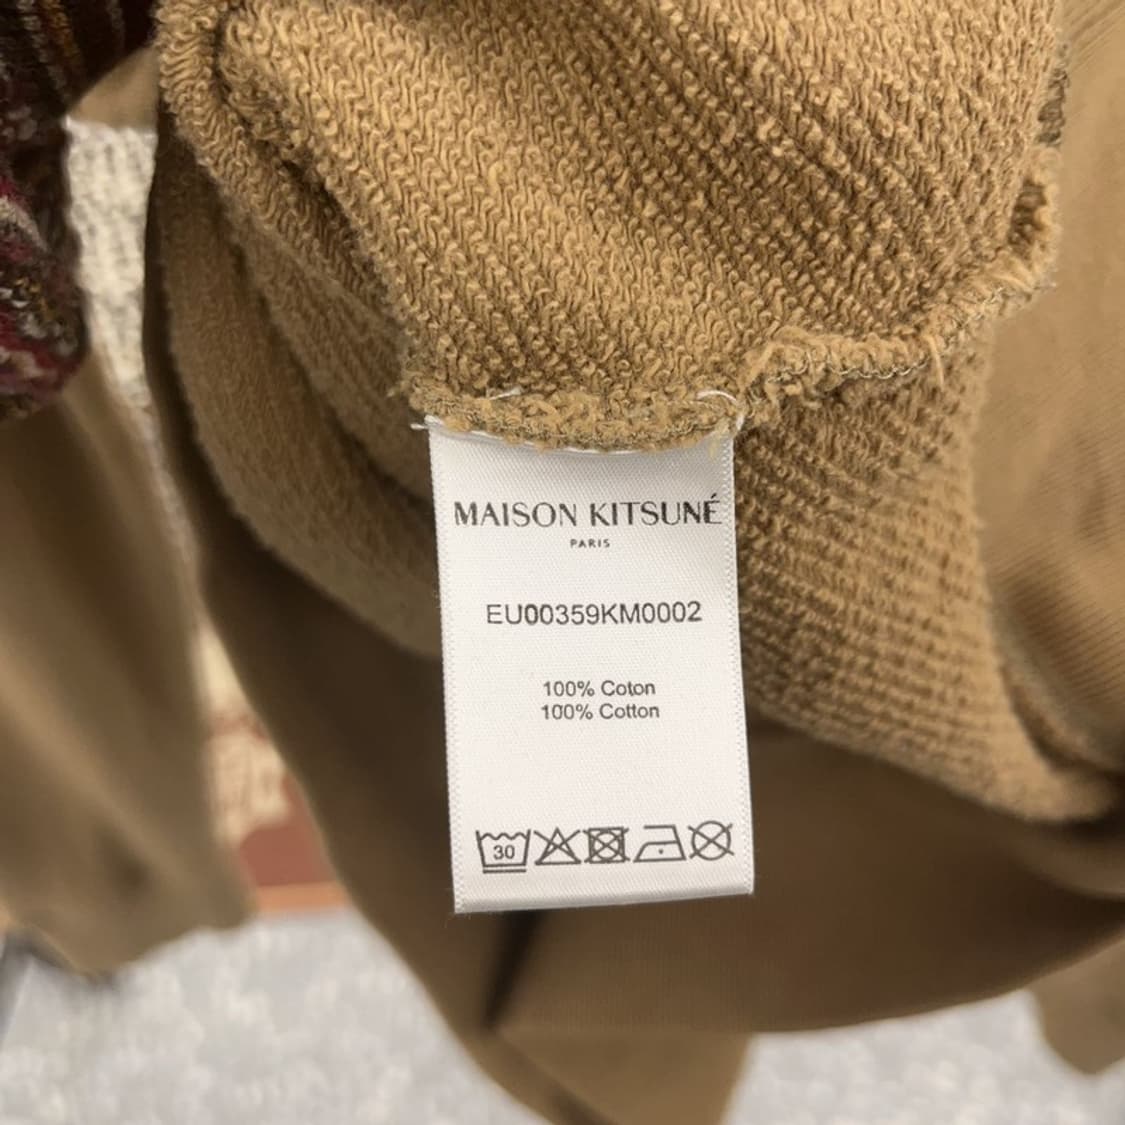 MAISON KITSUNÉ
PARIS
EU00359KM0002
100% Coton
100% Cotton
30